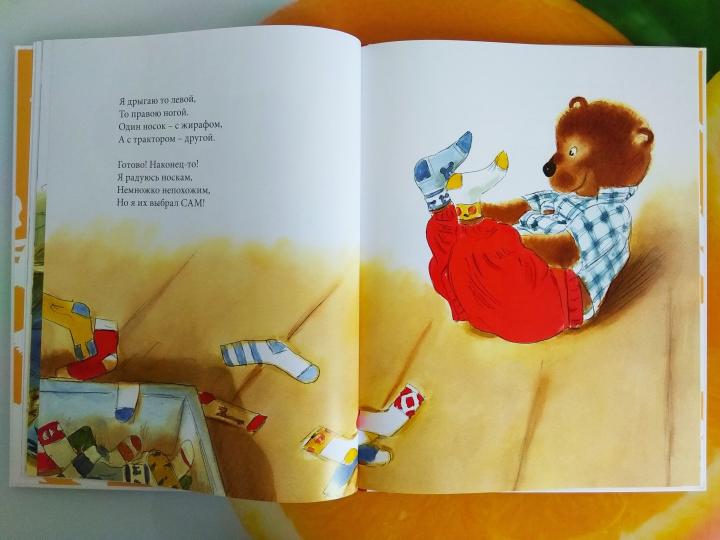 Я дрыгаю то левой,
То правою ногой.
Один носок – с жирафом,
А с трактором – другой.
Готово! Наконец-то!
Я радуюсь носкам,
Немножко непохожим,
Но я их выбрал САМ!